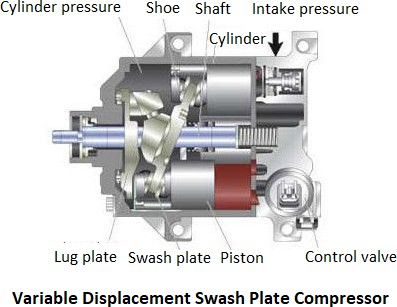 Cylinder pressure Shoe Shaft Intake pressure
Cylinder
Lug plate Swash plate Piston Control valve
Variable Displacement Swash Plate Compressor